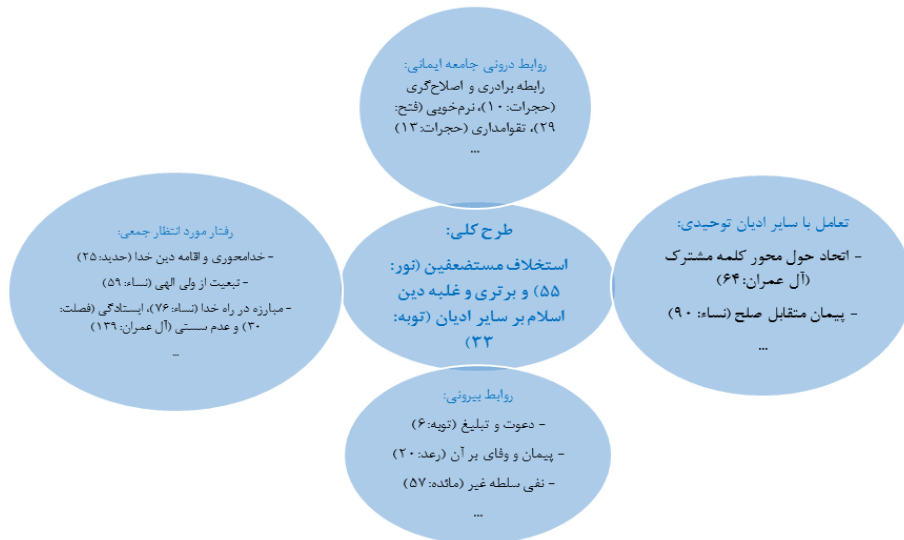 روابط درونی جامعه ایمانی:
رابطه برادری و اصلاح‌گری
(حجرات:۱۰)، نرم‌خویی (فتح:
۲۹)، تقوامداری (حجرات:۱۳)
...
تعامل با سایر ادیان توحیدی:
- اتحاد حول محور کلمه مشترک
(آل عمران:۶۴)
- پیمان متقابل صلح (نساء: ۹۰)
...
طرح کلی:
استخلاف مستضعفین (نور:
۵۵) و برتری و غلبه دین
اسلام بر سایر ادیان (توبه:
۳۳)
رفتار مورد انتظار جمعی:
- خدامحوری و اقامه دین خدا (حدید:۲۵)
- تبعیت از ولی الهی (نساء:۵۹)
- مبارزه در راه خدا (نساء:۷۶)، ایستادگی (فصلت:
۳۰) و عدم سستی (آل عمران:۱۳۹)
...
روابط بیرونی:
- دعوت و تبلیغ (توبه:۶)
- پیمان و وفای بر آن (رعد:۲۰)
- نفی سلطه غیر (مائده:۵۷)
...